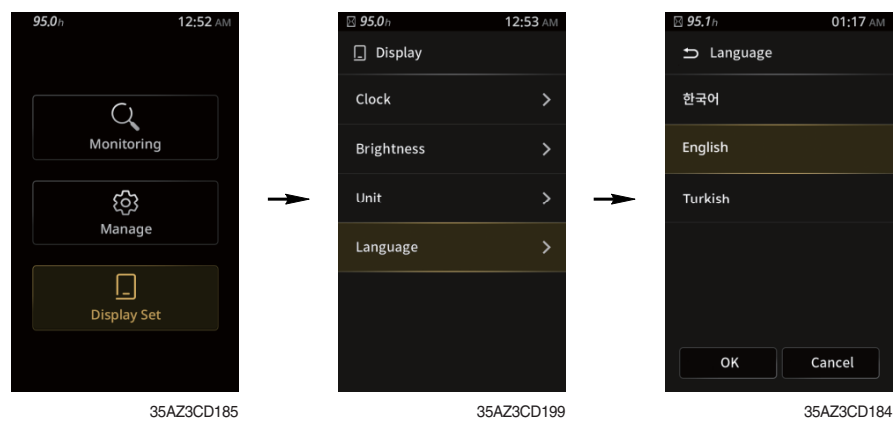 95.0h 12:52 AM
Monitoring
Manage
Display Set
35AZ3CD185
95.0h 12:53 AM
Display
Clock
Brightness
Unit
Language
35AZ3CD199
95.1h 01:17 AM
Language
한국어
English
Turkish
OK Cancel
35AZ3CD184